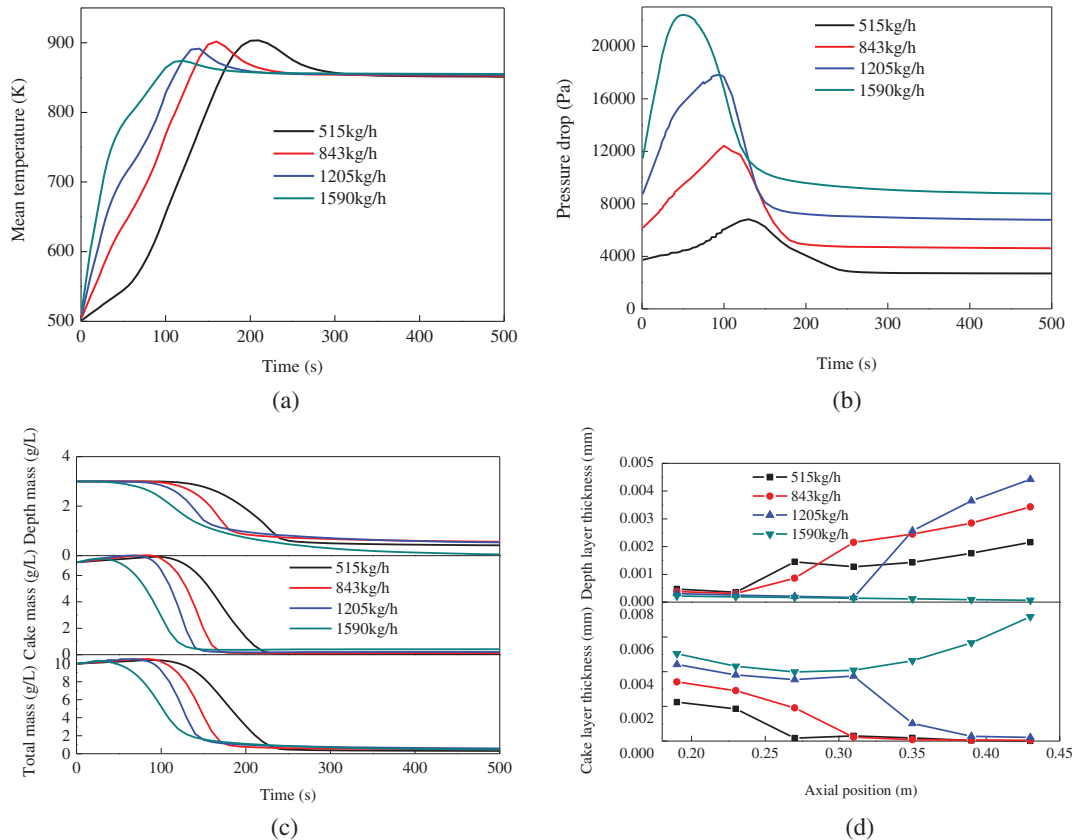 900
800
700
600
500
0
100
200
300
400
500
Mean temperature (K)
Time (s)
515kg/h
843kg/h
1205kg/h
1590kg/h
(a)
20000
16000
12000
8000
4000
0
0
100
200
300
400
500
Pressure drop (Pa)
Time (s)
515kg/h
843kg/h
1205kg/h
1590kg/h
(b)
4
2
0
6
4
2
0
10
8
6
4
2
0
0
100
200
300
400
500
Depth mass (g/L)
Cake mass (g/L)
Total mass (g/L)
Time (s)
515kg/h
843kg/h
1205kg/h
1590kg/h
(c)
0.005
0.004
0.003
0.002
0.001
0.000
0.008
0.006
0.004
0.002
0.000
0.20
0.25
0.30
0.35
0.40
0.45
Depth layer thickness (mm)
Cake layer thickness (mm)
Axial position (m)
515kg/h
843kg/h
1205kg/h
1590kg/h
(d)